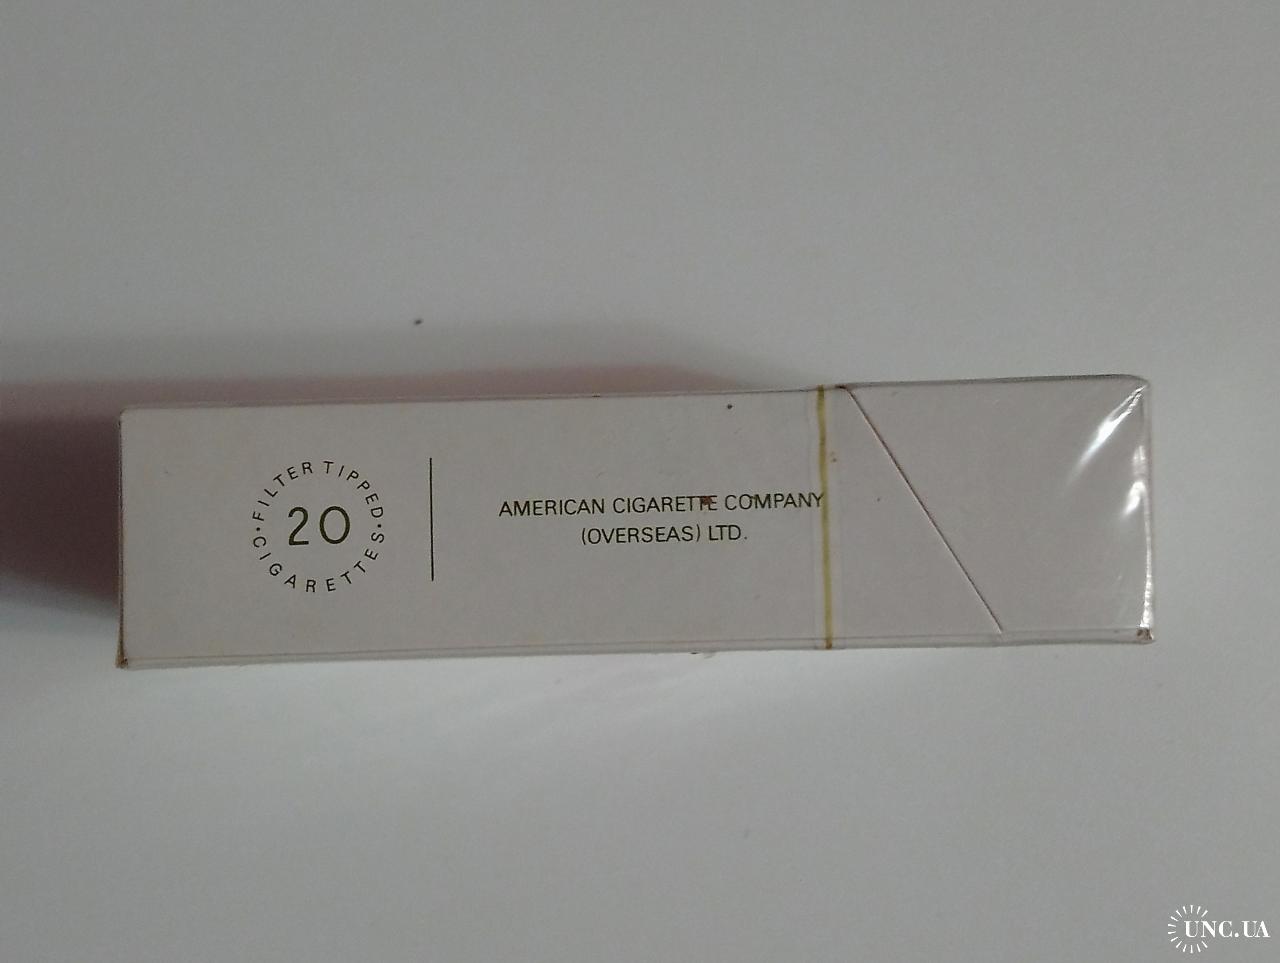 FILTER TIPPED
20
· CIGARETTES ·
AMERICAN CIGARETTE COMPANY
(OVERSEAS) LTD.
UNC.UA